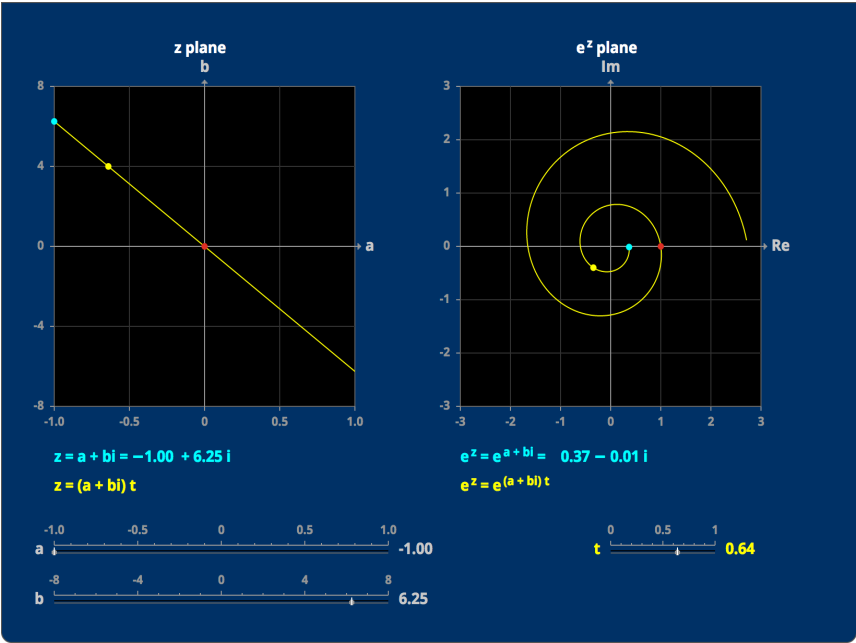 z plane
b
8
4
0
-4
-8
-1.0 -0.5 0 0.5 1.0
a
e^z plane
Im
3
2
1
0
-1
-2
-3
-3 -2 -1 0 1 2 3
Re
z = a + bi = −1.00 + 6.25 i
z = (a + bi) t
e^z = e^(a + bi) = 0.37 − 0.01 i
e^z = e^(a + bi) t
-1.0 -0.5 0 0.5 1.0
a -1.00
-8 -4 0 4 8
b 6.25
0 0.5 1
t 0.64